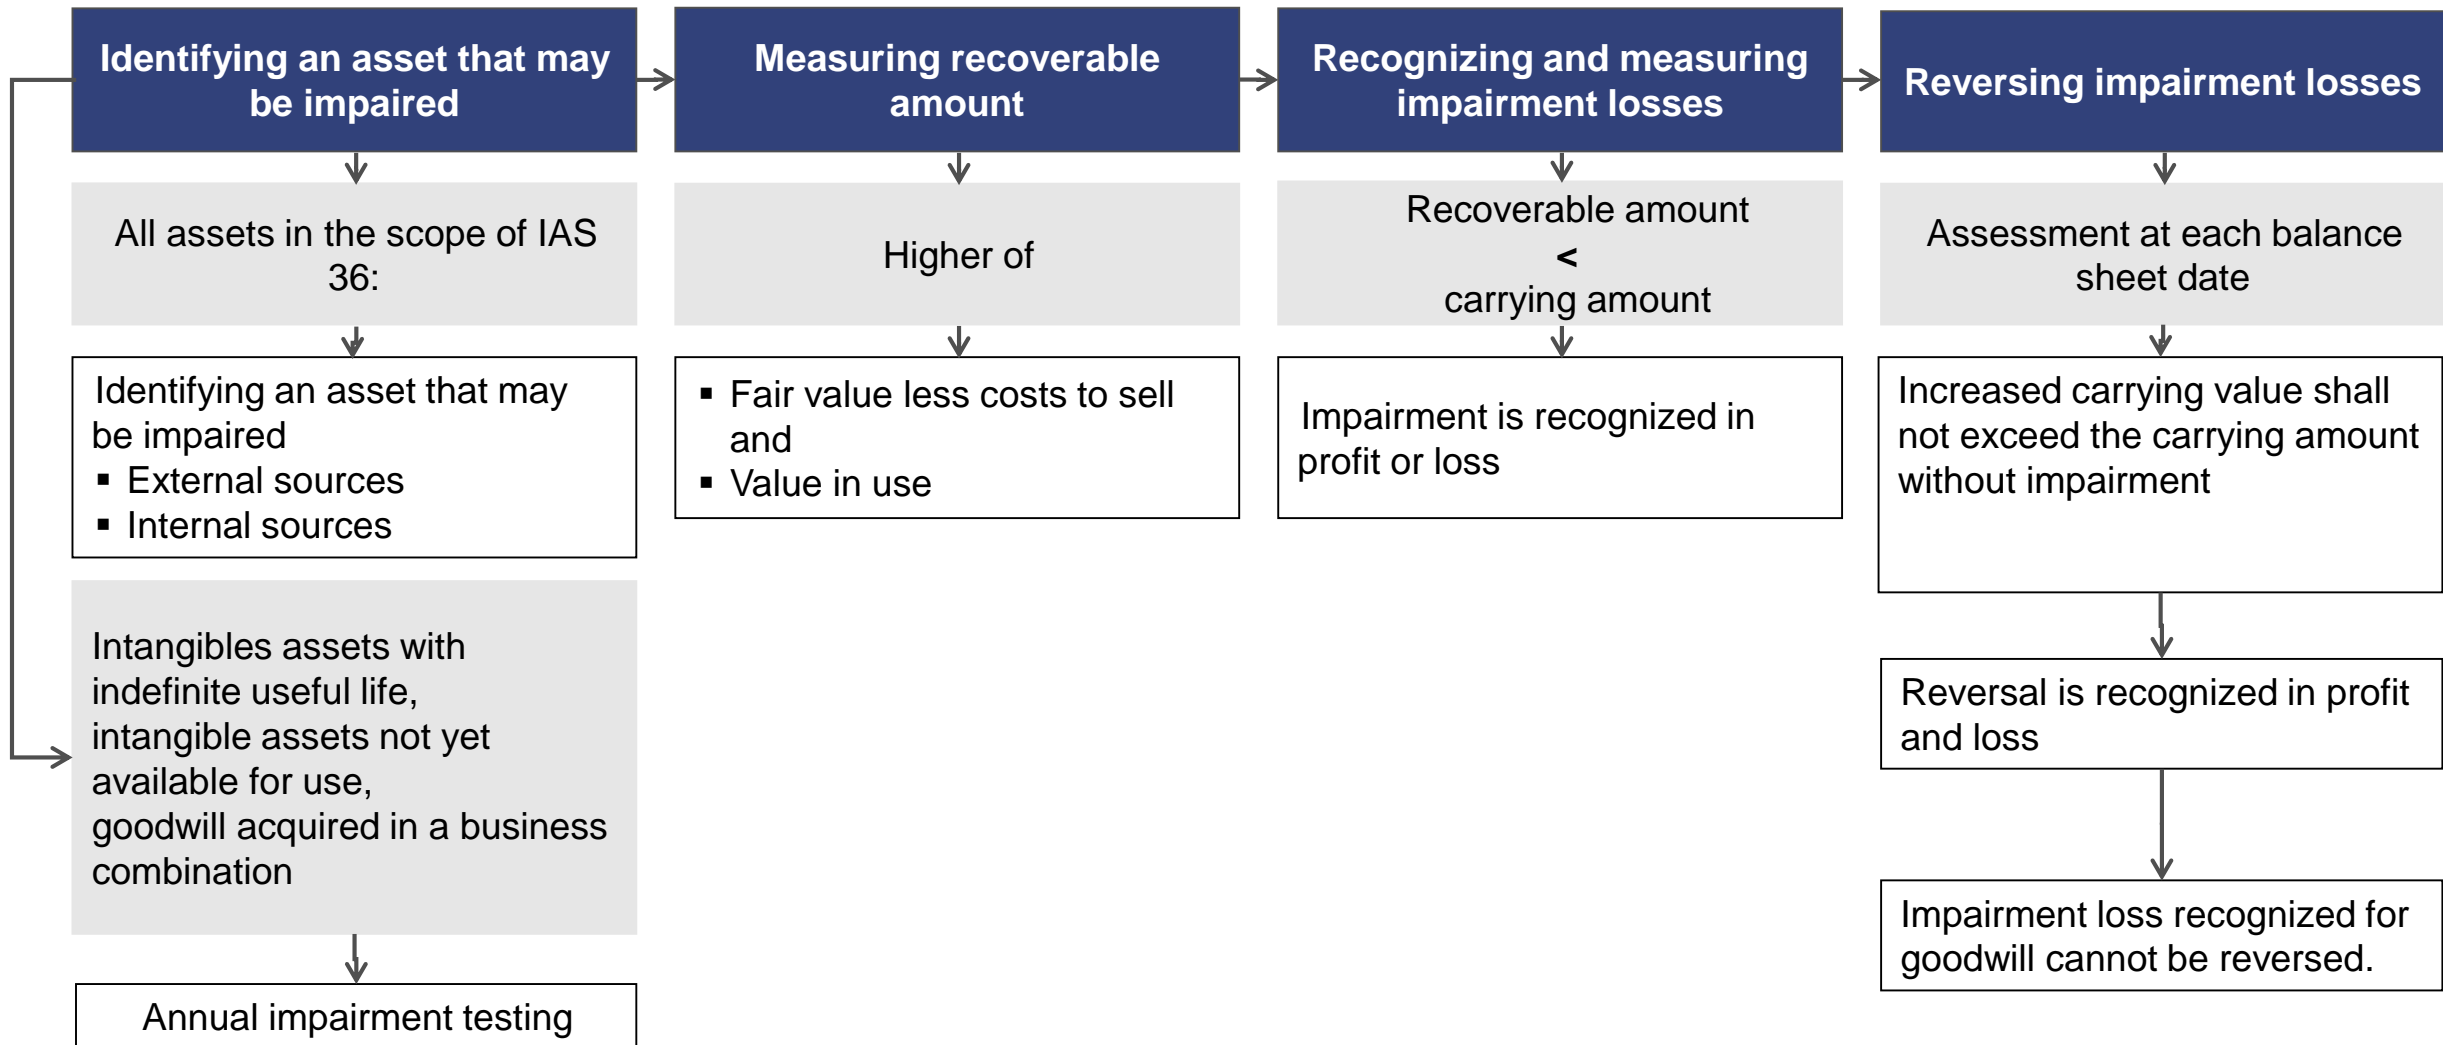 Identifying an asset that may
be impaired
All assets in the scope of IAS
36:
Identifying an asset that may
be impaired
▪ External sources
▪ Internal sources
Intangibles assets with
indefinite useful life,
intangible assets not yet
available for use,
goodwill acquired in a business
combination
Annual impairment testing
Measuring recoverable
amount
Higher of
▪ Fair value less costs to sell
and
▪ Value in use
Recognizing and measuring
impairment losses
Recoverable amount
<
carrying amount
Impairment is recognized in
profit or loss
Reversing impairment losses
Assessment at each balance
sheet date
Increased carrying value shall
not exceed the carrying amount
without impairment
Reversal is recognized in profit
and loss
Impairment loss recognized for
goodwill cannot be reversed.